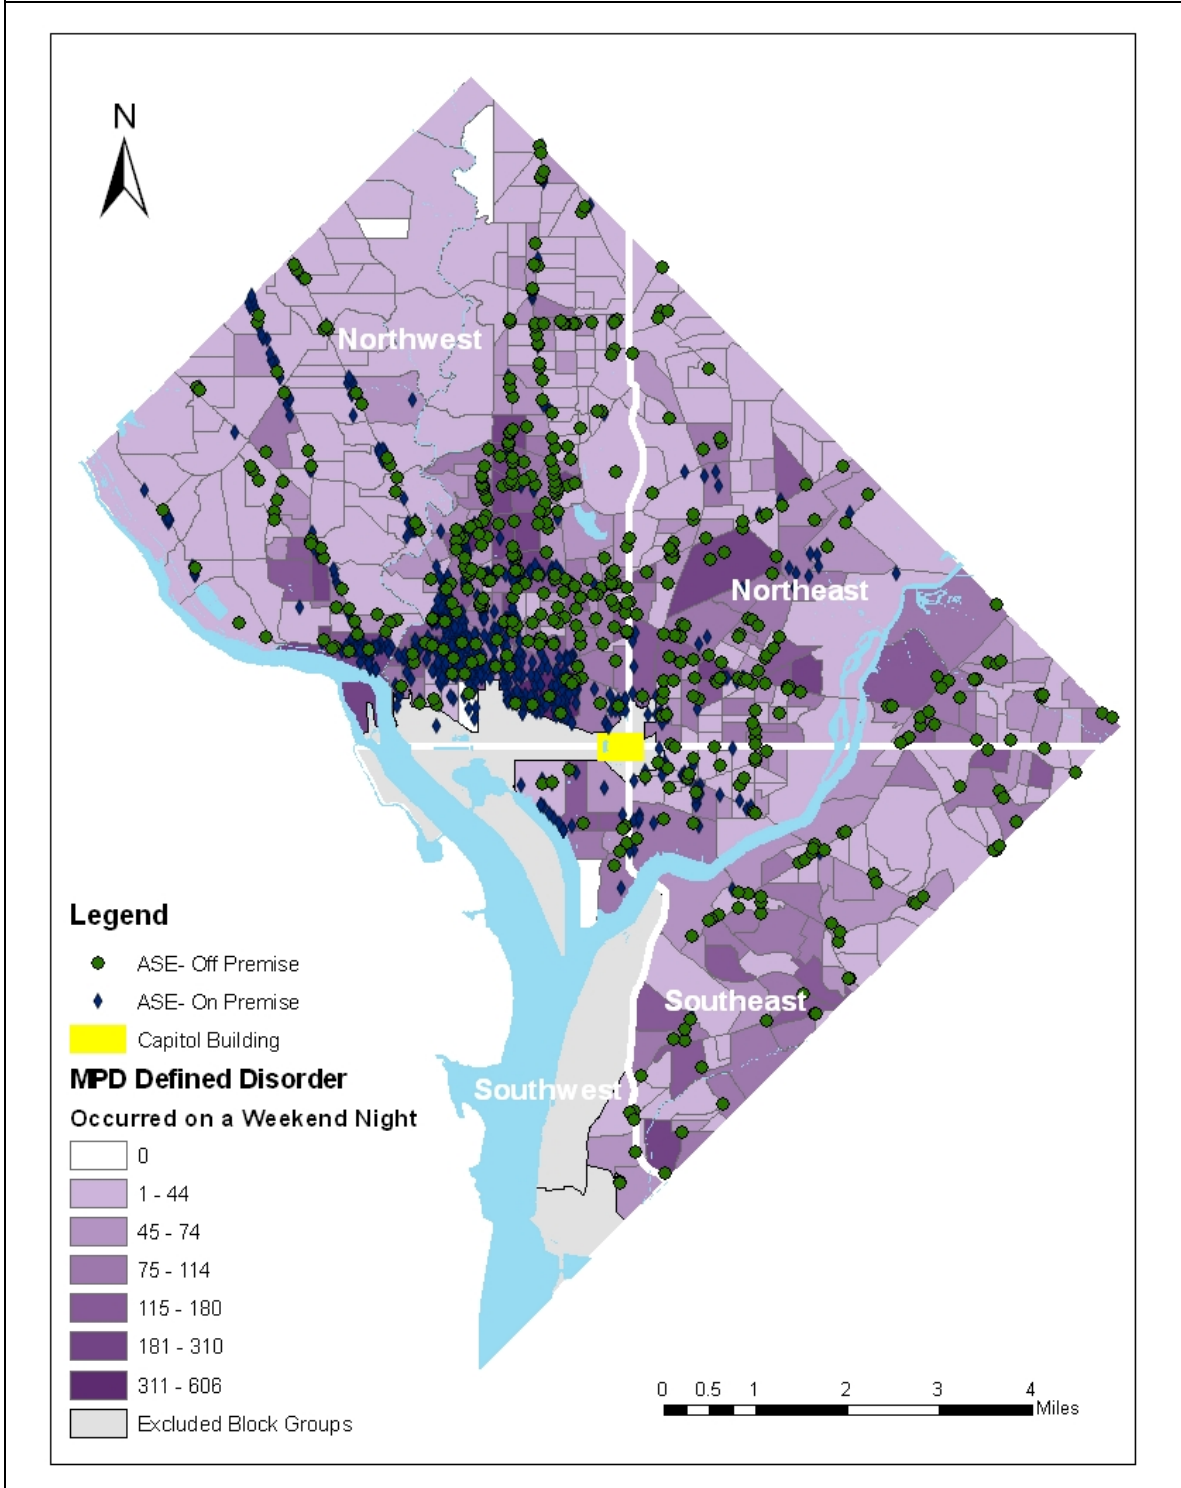 N
Northwest
Northeast
Southeast
Southwest
Legend
ASE- Off Premise
ASE- On Premise
Capitol Building
MPD Defined Disorder
Occurred on a Weekend Night
0
1 - 44
45 - 74
75 - 114
115 - 180
181 - 310
311 - 606
Excluded Block Groups
0 0.5 1 2 3 4
Miles